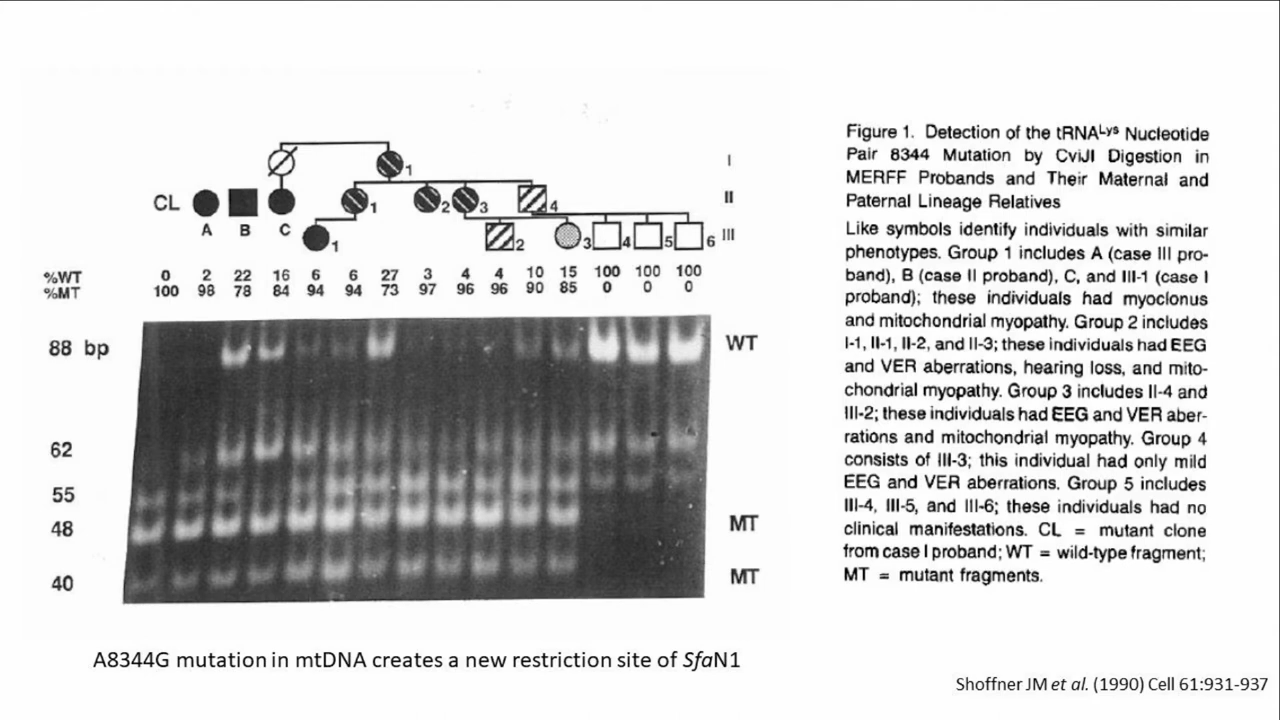 1
I
CL
1
2
3
4
II
A
B
C
1
2
3
4
5
6
III
%WT 0 2 22 16 6 6 27 3 4 4 10 15 100 100 100
%MT 100 98 78 84 94 94 73 97 96 96 90 85 0 0 0
88 bp
WT
62
55
48
MT
40
MT
A8344G mutation in mtDNA creates a new restriction site of SfaN1
Figure 1. Detection of the tRNALys Nucleotide
Pair 8344 Mutation by CviJI Digestion in
MERFF Probands and Their Maternal and
Paternal Lineage Relatives
Like symbols identify individuals with similar
phenotypes. Group 1 includes A (case III pro-
band), B (case II proband), C, and III-1 (case I
proband); these individuals had myoclonus
and mitochondrial myopathy. Group 2 includes
I-1, II-1, II-2, and II-3; these individuals had EEG
and VER aberrations, hearing loss, and mito-
chondrial myopathy. Group 3 includes II-4 and
III-2; these individuals had EEG and VER aber-
rations and mitochondrial myopathy. Group 4
consists of III-3; this individual had only mild
EEG and VER aberrations. Group 5 includes
III-4, III-5, and III-6; these individuals had no
clinical manifestations. CL = mutant clone
from case I proband; WT = wild-type fragment;
MT = mutant fragments.
Shoffner JM et al. (1990) Cell 61:931-937